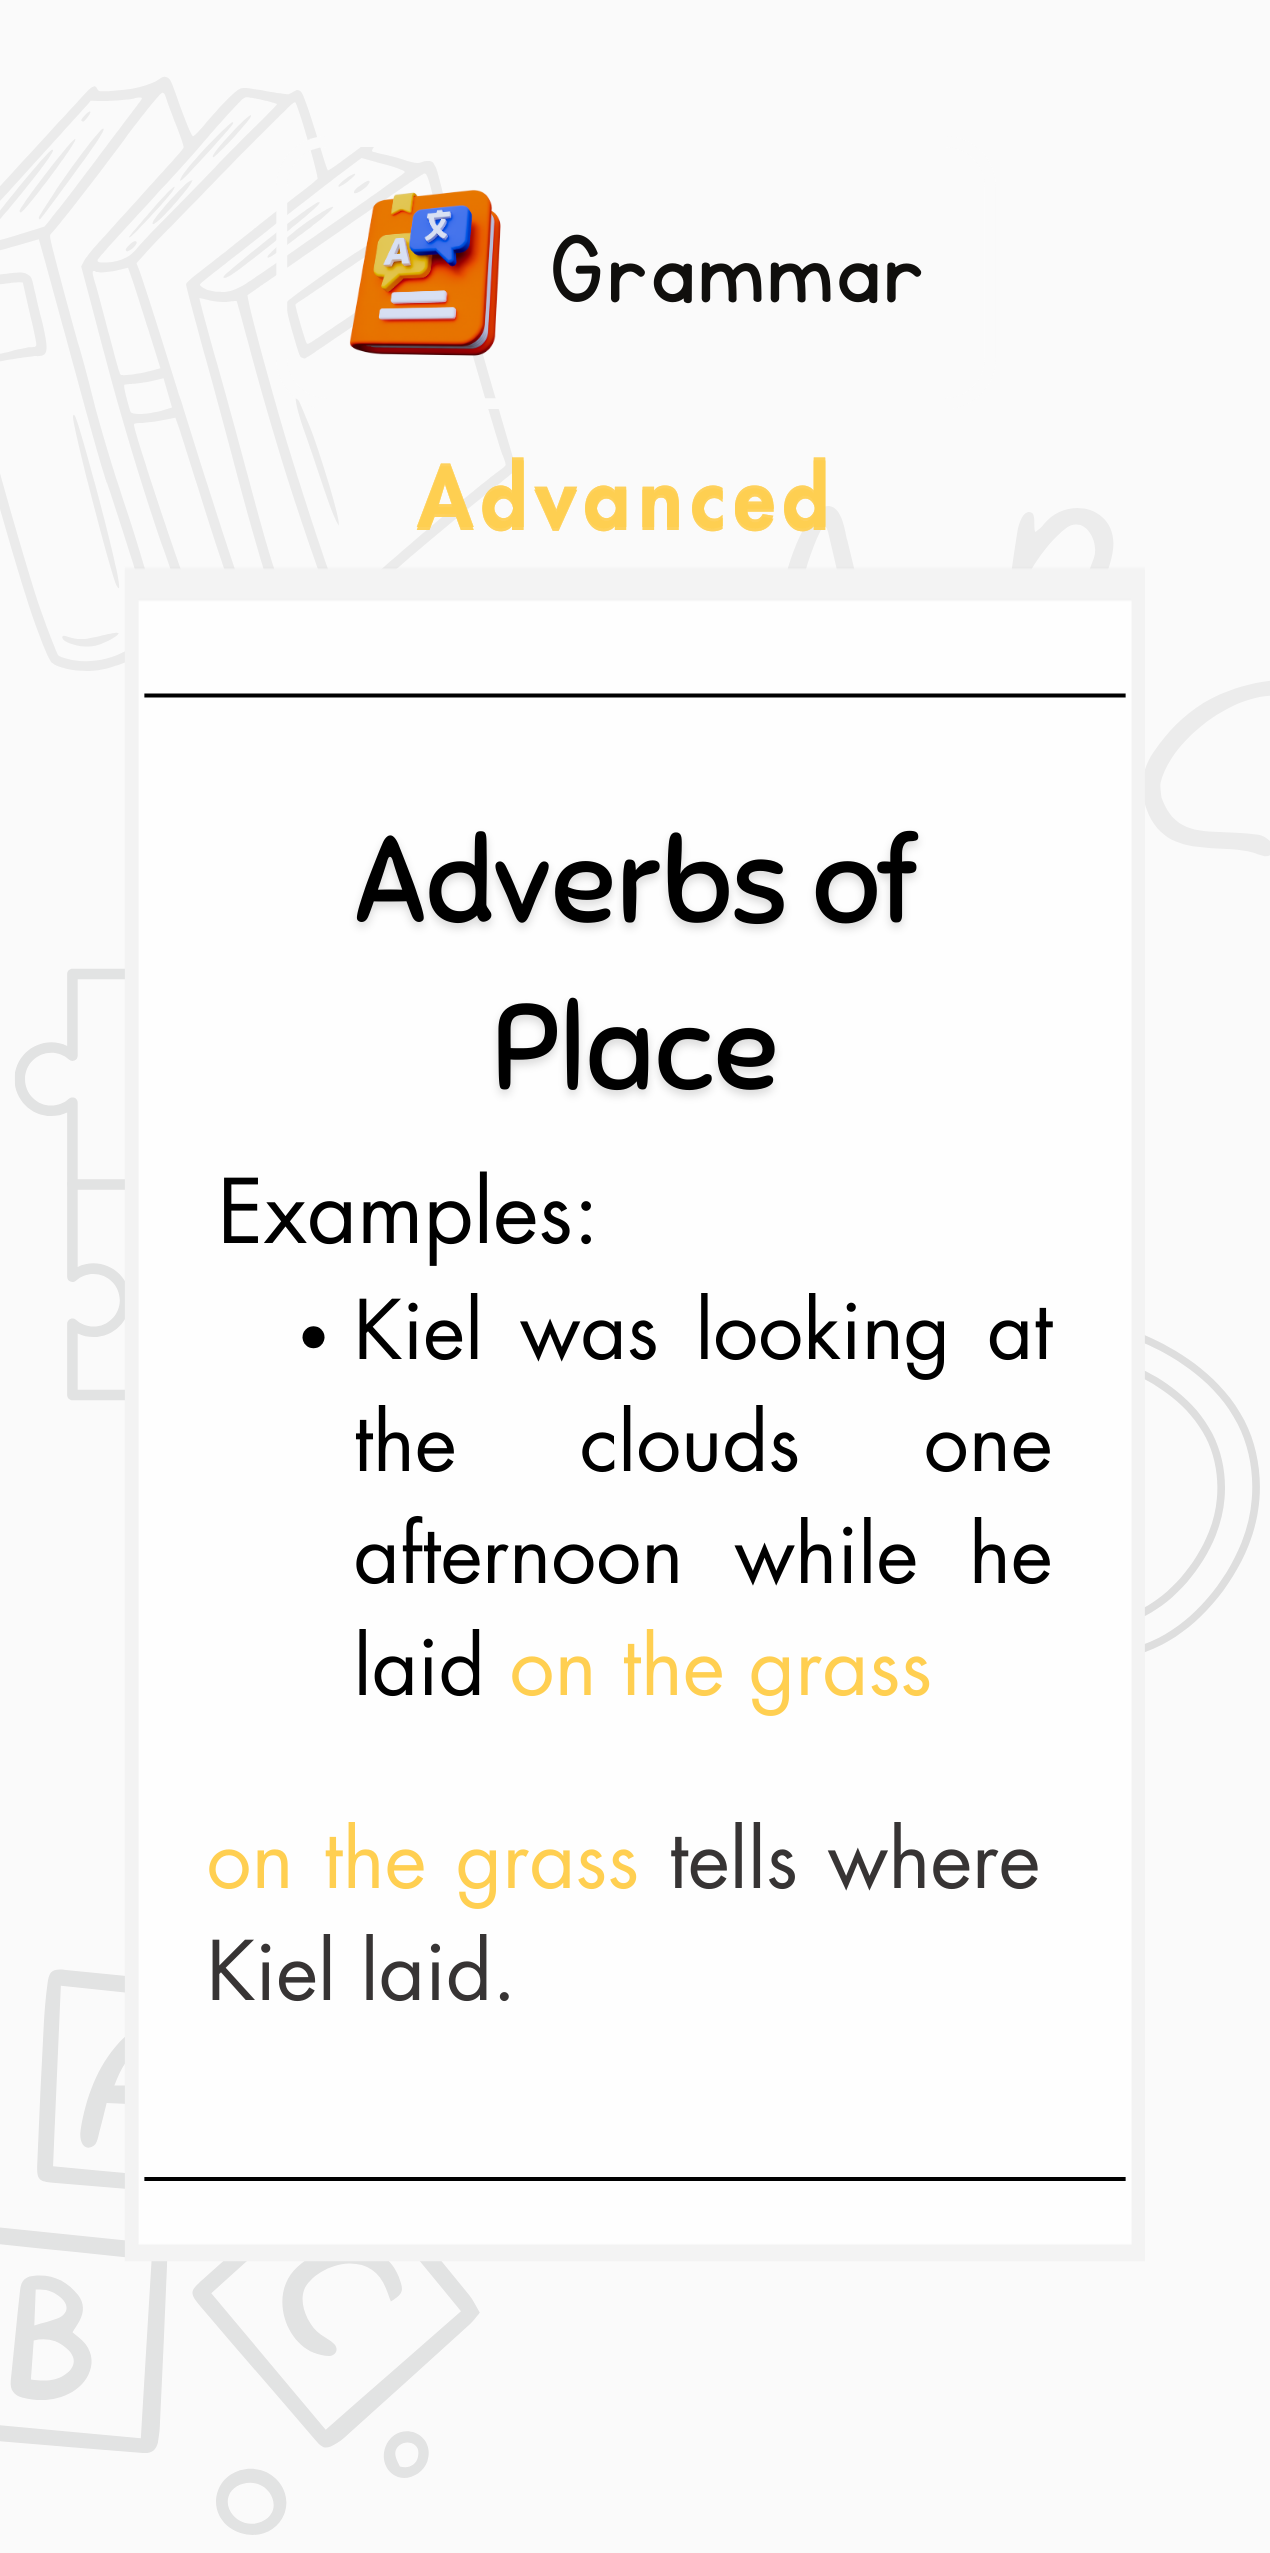 A 文
Grammar
Advanced
Adverbs of
Place
Examples:
• Kiel was looking at
the clouds one
afternoon while he
laid on the grass
on the grass tells where
Kiel laid.
A
B
C